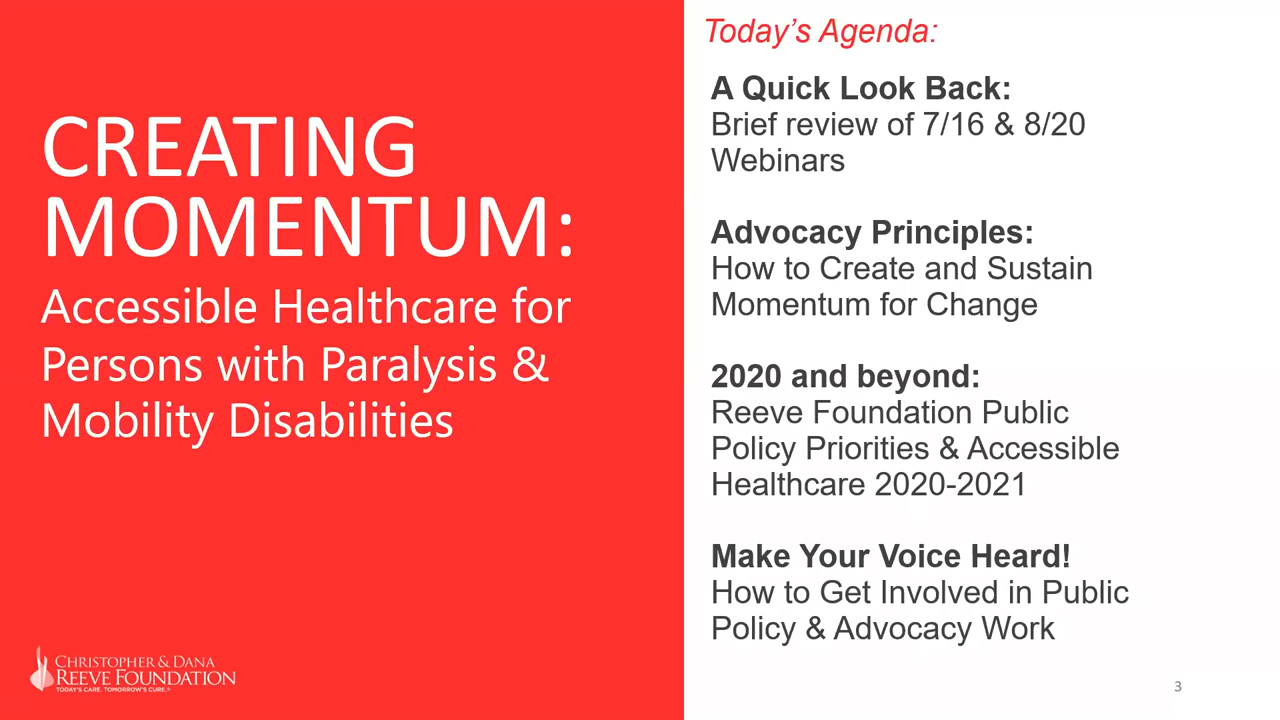 CREATING
MOMENTUM:
Accessible Healthcare for
Persons with Paralysis &
Mobility Disabilities
CHRISTOPHER & DANA
REEVE FOUNDATION
TODAY'S CARE. TOMORROW'S CURE.®
Today's Agenda:
A Quick Look Back:
Brief review of 7/16 & 8/20
Webinars
Advocacy Principles:
How to Create and Sustain
Momentum for Change
2020 and beyond:
Reeve Foundation Public
Policy Priorities & Accessible
Healthcare 2020-2021
Make Your Voice Heard!
How to Get Involved in Public
Policy & Advocacy Work
3